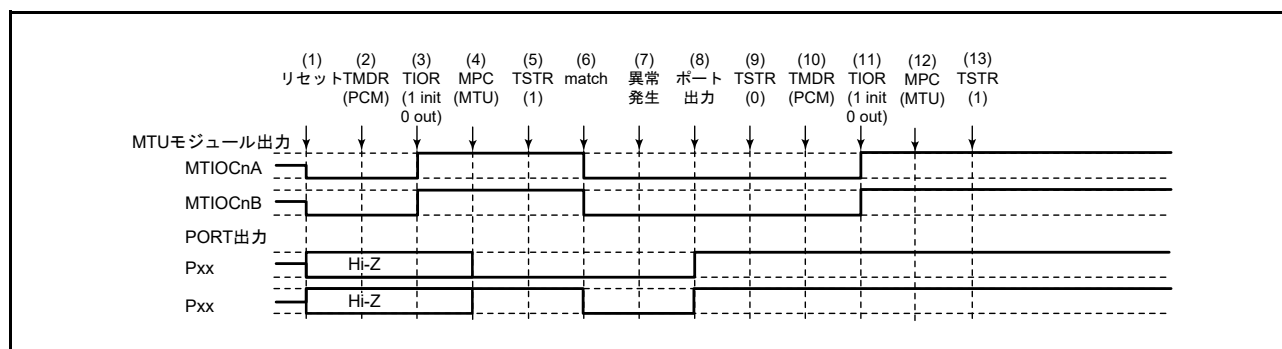 (1) (2) (3) (4) (5) (6) (7) (8) (9) (10) (11) (12) (13)
リセット TMDR TIOR MPC TSTR match 異常 ポート TSTR TMDR TIOR MPC TSTR
(PCM) (1 init (MTU) (1) 発生 出力 (0) (PCM) (1 init (MTU) (1)
0 out) 0 out)
MTUモジュール出力
MTIOCnA
MTIOCnB
PORT出力
Pxx Hi-Z
Pxx Hi-Z